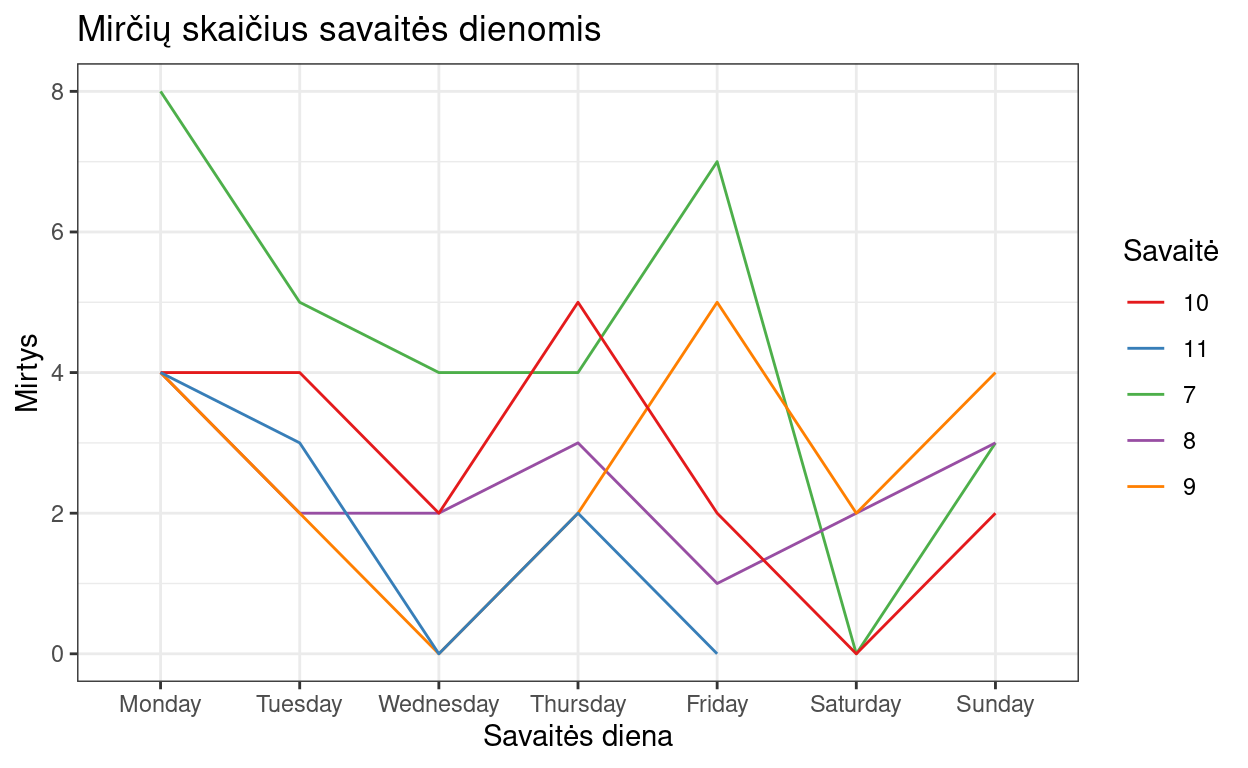 Mirčių skaičius savaitės dienomis
Mirtys
8
6
4
2
0
Monday Tuesday Wednesday Thursday Friday Saturday Sunday
Savaitės diena
Savaitė
10
11
7
8
9